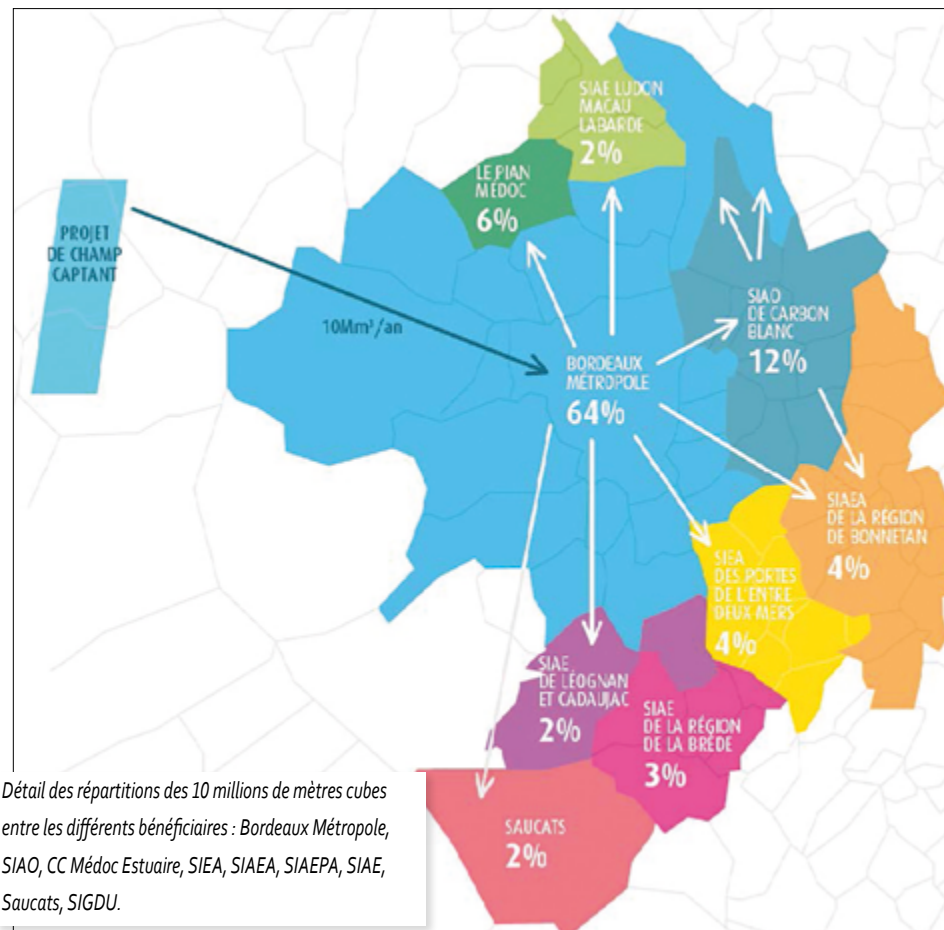 SIAE LUDON
MACAU
LABARDE
2%
LE PIAN
MÉDOC
6%
PROJET
DE CHAMP
CAPTANT
10Mm³/an
SIAO
DE CARBON
BLANC
12%
BORDEAUX
MÉTROPOLE
64%
SIAEA
DE LA RÉGION
DE BONNETAN
4%
SIEA
DES PORTES
DE L'ENTRE
DEUX MERS
4%
SIAE
DE LÉOGNAN
ET CADAUJAC
2%
SIAE
DE LA RÉGION
DE LA BRÈDE
3%
SAUCATS
2%
Détail des répartitions des 10 millions de mètres cubes
entre les différents bénéficiaires : Bordeaux Métropole,
SIAO, CC Médoc Estuaire, SIEA, SIAEA, SIAEPA, SIAE,
Saucats, SIGDU.